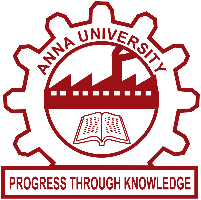 ANNA UNIVERSITY
PROGRESS THROUGH KNOWLEDGE